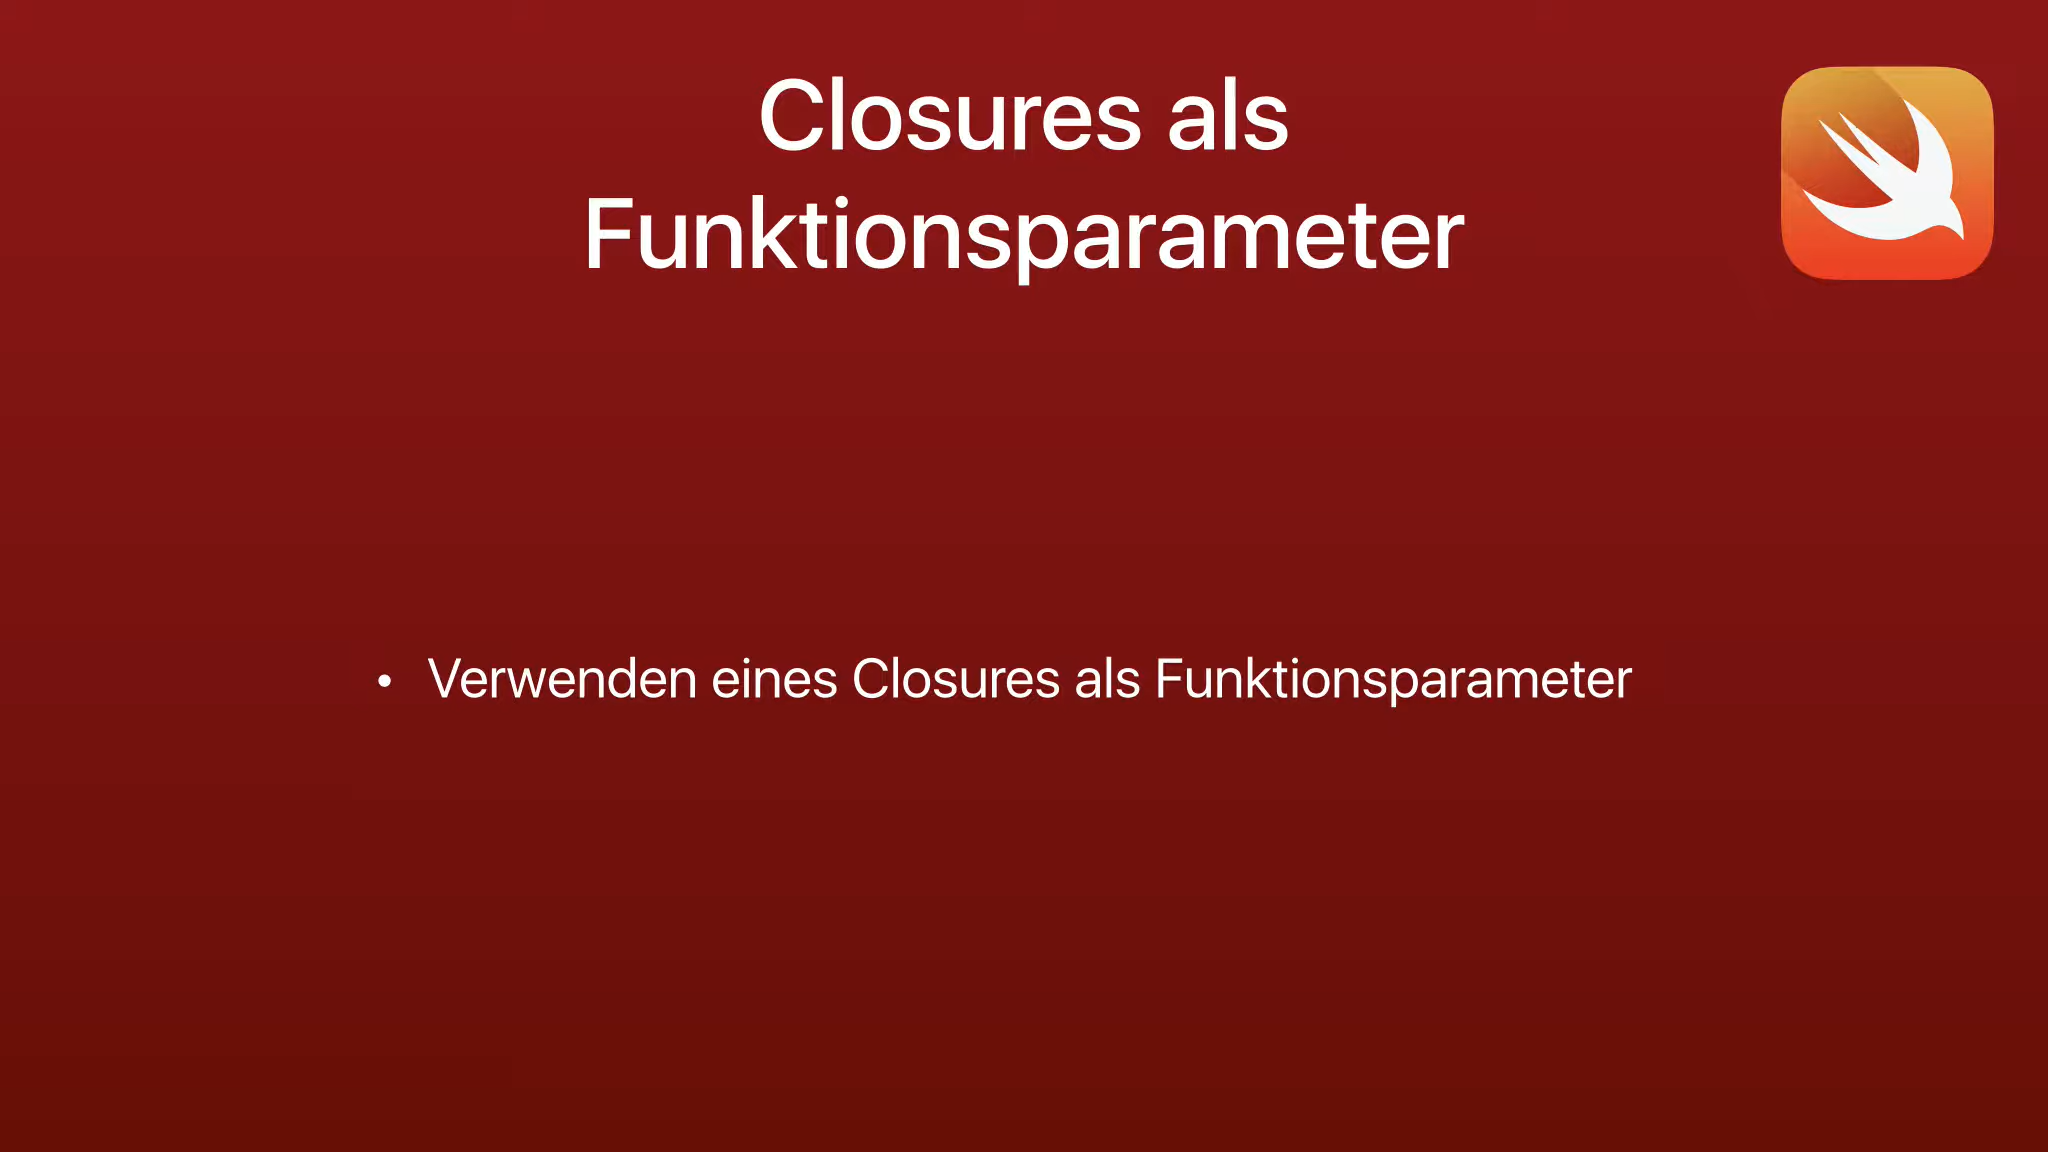 Closures als
Funktionsparameter
• Verwenden eines Closures als Funktionsparameter